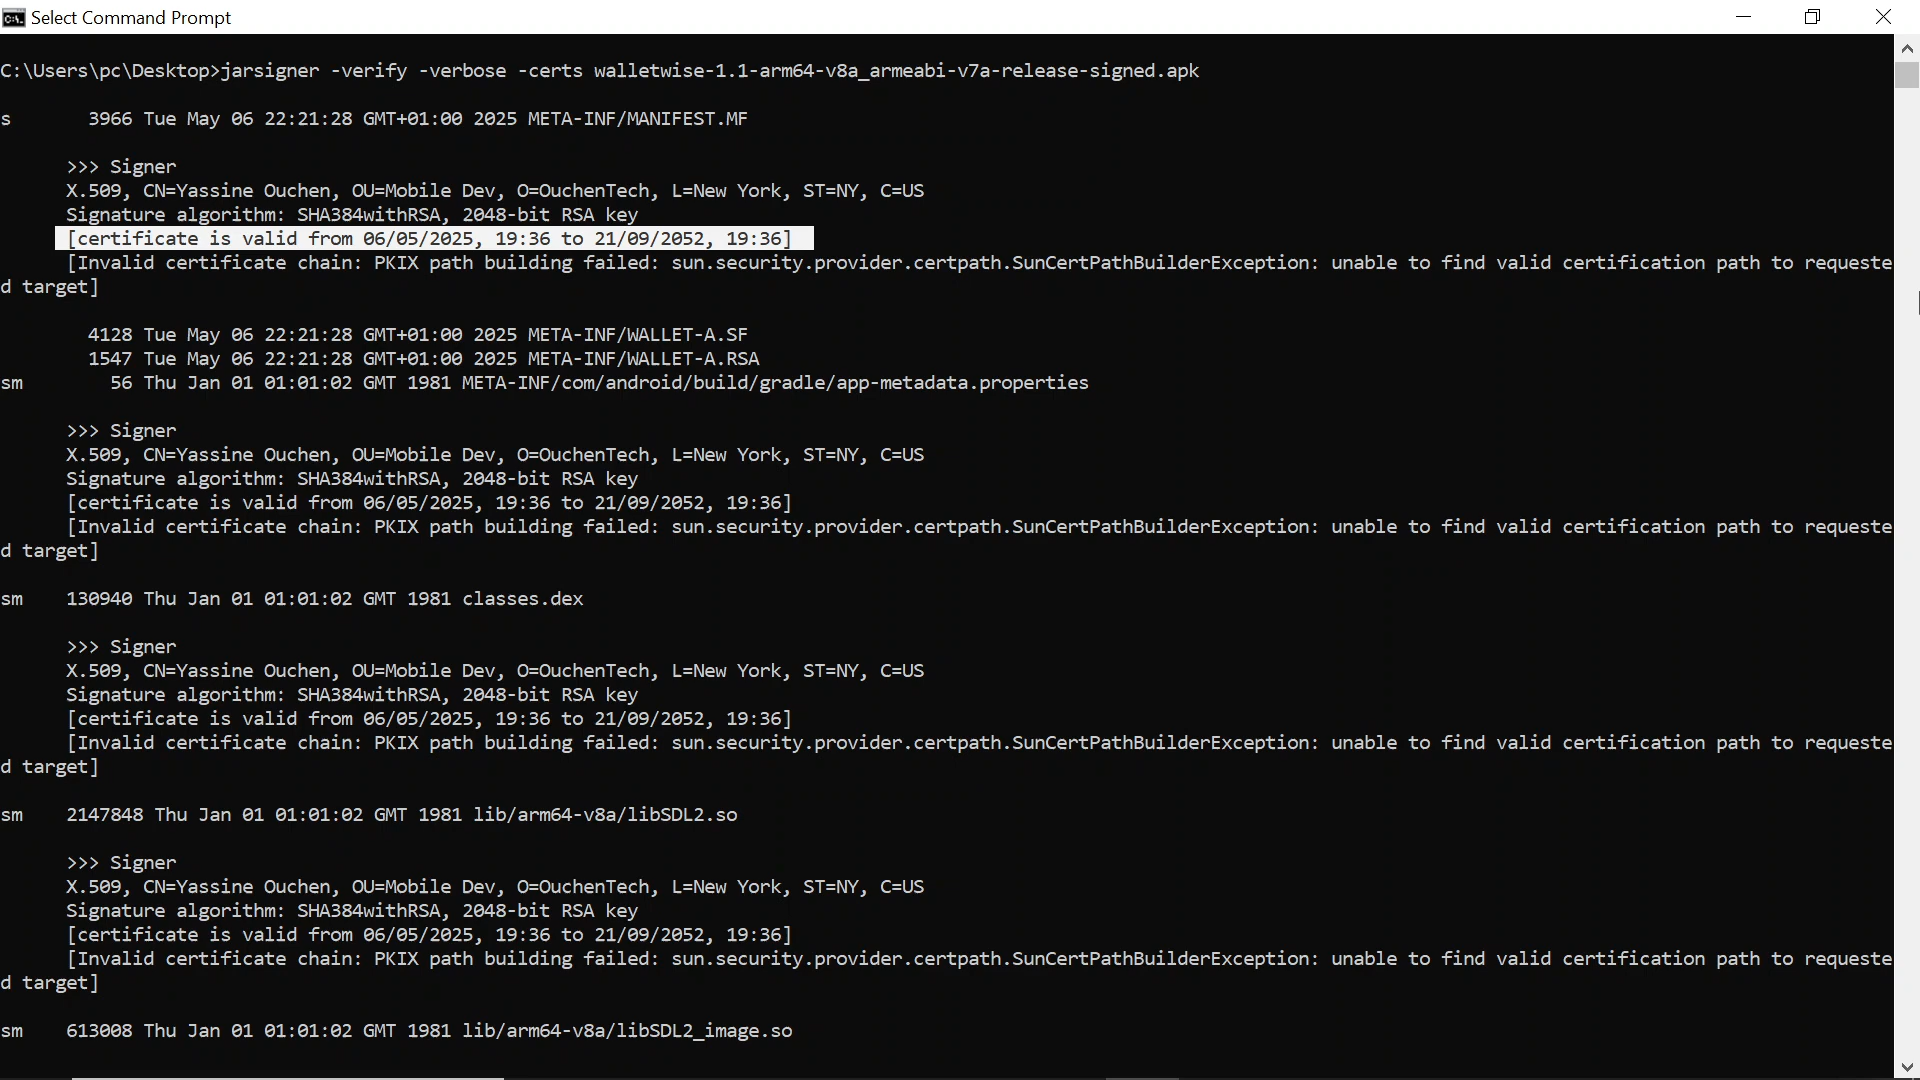 Select Command Prompt
C:\Users\pc\Desktop>jarsigner -verify -verbose -certs walletwise-1.1-arm64-v8a_armeabi-v7a-release-signed.apk
s 3966 Tue May 06 22:21:28 GMT+01:00 2025 META-INF/MANIFEST.MF
>>> Signer
X.509, CN=Yassine Ouchen, OU=Mobile Dev, O=OuchenTech, L=New York, ST=NY, C=US
Signature algorithm: SHA384withRSA, 2048-bit RSA key
[certificate is valid from 06/05/2025, 19:36 to 21/09/2052, 19:36]
[Invalid certificate chain: PKIX path building failed: sun.security.provider.certpath.SunCertPathBuilderException: unable to find valid certification path to requeste
d target]
4128 Tue May 06 22:21:28 GMT+01:00 2025 META-INF/WALLET-A.SF
1547 Tue May 06 22:21:28 GMT+01:00 2025 META-INF/WALLET-A.RSA
sm 56 Thu Jan 01 01:01:02 GMT 1981 META-INF/com/android/build/gradle/app-metadata.properties
>>> Signer
X.509, CN=Yassine Ouchen, OU=Mobile Dev, O=OuchenTech, L=New York, ST=NY, C=US
Signature algorithm: SHA384withRSA, 2048-bit RSA key
[certificate is valid from 06/05/2025, 19:36 to 21/09/2052, 19:36]
[Invalid certificate chain: PKIX path building failed: sun.security.provider.certpath.SunCertPathBuilderException: unable to find valid certification path to requeste
d target]
sm 130940 Thu Jan 01 01:01:02 GMT 1981 classes.dex
>>> Signer
X.509, CN=Yassine Ouchen, OU=Mobile Dev, O=OuchenTech, L=New York, ST=NY, C=US
Signature algorithm: SHA384withRSA, 2048-bit RSA key
[certificate is valid from 06/05/2025, 19:36 to 21/09/2052, 19:36]
[Invalid certificate chain: PKIX path building failed: sun.security.provider.certpath.SunCertPathBuilderException: unable to find valid certification path to requeste
d target]
sm 2147848 Thu Jan 01 01:01:02 GMT 1981 lib/arm64-v8a/libSDL2.so
>>> Signer
X.509, CN=Yassine Ouchen, OU=Mobile Dev, O=OuchenTech, L=New York, ST=NY, C=US
Signature algorithm: SHA384withRSA, 2048-bit RSA key
[certificate is valid from 06/05/2025, 19:36 to 21/09/2052, 19:36]
[Invalid certificate chain: PKIX path building failed: sun.security.provider.certpath.SunCertPathBuilderException: unable to find valid certification path to requeste
d target]
sm 613008 Thu Jan 01 01:01:02 GMT 1981 lib/arm64-v8a/libSDL2_image.so